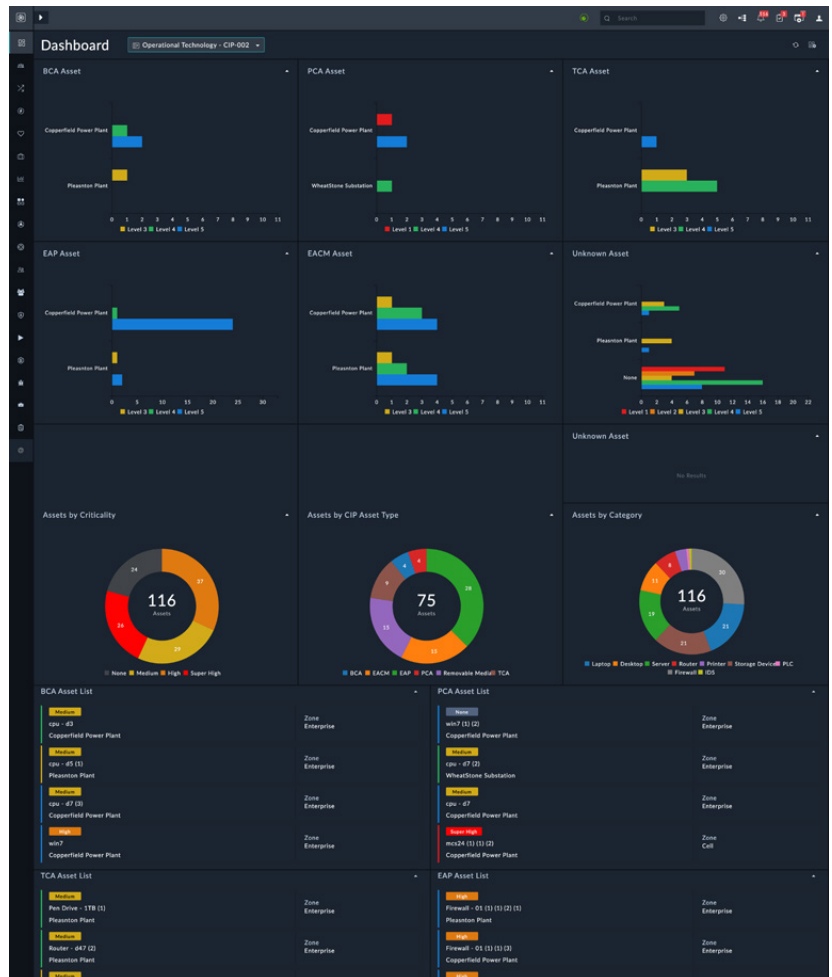 Search
216
Dashboard
Operational Technology - CIP-002
BCA Asset
Copperfield Power Plant
Pleasnton Plant
0 1 2 3 4 5 6 7 8 9 10 11
Level 3 Level 4 Level 5
PCA Asset
Copperfield Power Plant
WheatStone Substation
0 1 2 3 4 5 6 7 8 9 10 11
Level 1 Level 4 Level 5
TCA Asset
Copperfield Power Plant
Pleasnton Plant
0 1 2 3 4 5 6 7 8 9 10 11
Level 3 Level 4 Level 5
EAP Asset
Copperfield Power Plant
Pleasnton Plant
0 5 10 15 20 25 30
Level 3 Level 4 Level 5
EACM Asset
Copperfield Power Plant
Pleasnton Plant
0 1 2 3 4 5 6 7 8 9 10 11
Level 3 Level 4 Level 5
Unknown Asset
Copperfield Power Plant
Pleasnton Plant
None
0 2 4 6 8 10 12 14 16 18 20 22
Level 1 Level 2 Level 3 Level 4 Level 5
Unknown Asset
No Results
Assets by Criticality
24
37
26
29
116
Assets
None Medium High Super High
Assets by CIP Asset Type
4
4
9
28
15
15
75
Assets
BCA EACM EAP PCA Removable Media TCA
Assets by Category
8
11
30
19
21
21
116
Assets
Laptop Desktop Server Router Printer Storage Device PLC
Firewall IDS
BCA Asset List
Medium
cpu - d3
Copperfield Power Plant
Zone
Enterprise
Medium
cpu - d5 (1)
Pleasnton Plant
Zone
Enterprise
Medium
cpu - d7 (3)
Copperfield Power Plant
Zone
Enterprise
High
win7
Copperfield Power Plant
Zone
Enterprise
PCA Asset List
None
win7 (1) (2)
Copperfield Power Plant
Zone
Enterprise
Medium
cpu - d7 (2)
WheatStone Substation
Zone
Enterprise
Medium
cpu - d7
Copperfield Power Plant
Zone
Enterprise
Super High
mcs24 (1) (1) (2)
Copperfield Power Plant
Zone
Cell
TCA Asset List
Medium
Pen Drive - 1TB (1)
Pleasnton Plant
Zone
Enterprise
Medium
Router - d47 (2)
Pleasnton Plant
Zone
Enterprise
Medium
EAP Asset List
High
Firewall - 01 (1) (1) (2) (1)
Pleasnton Plant
Zone
Enterprise
High
Firewall - 01 (1) (1) (3)
Copperfield Power Plant
Zone
Enterprise
High